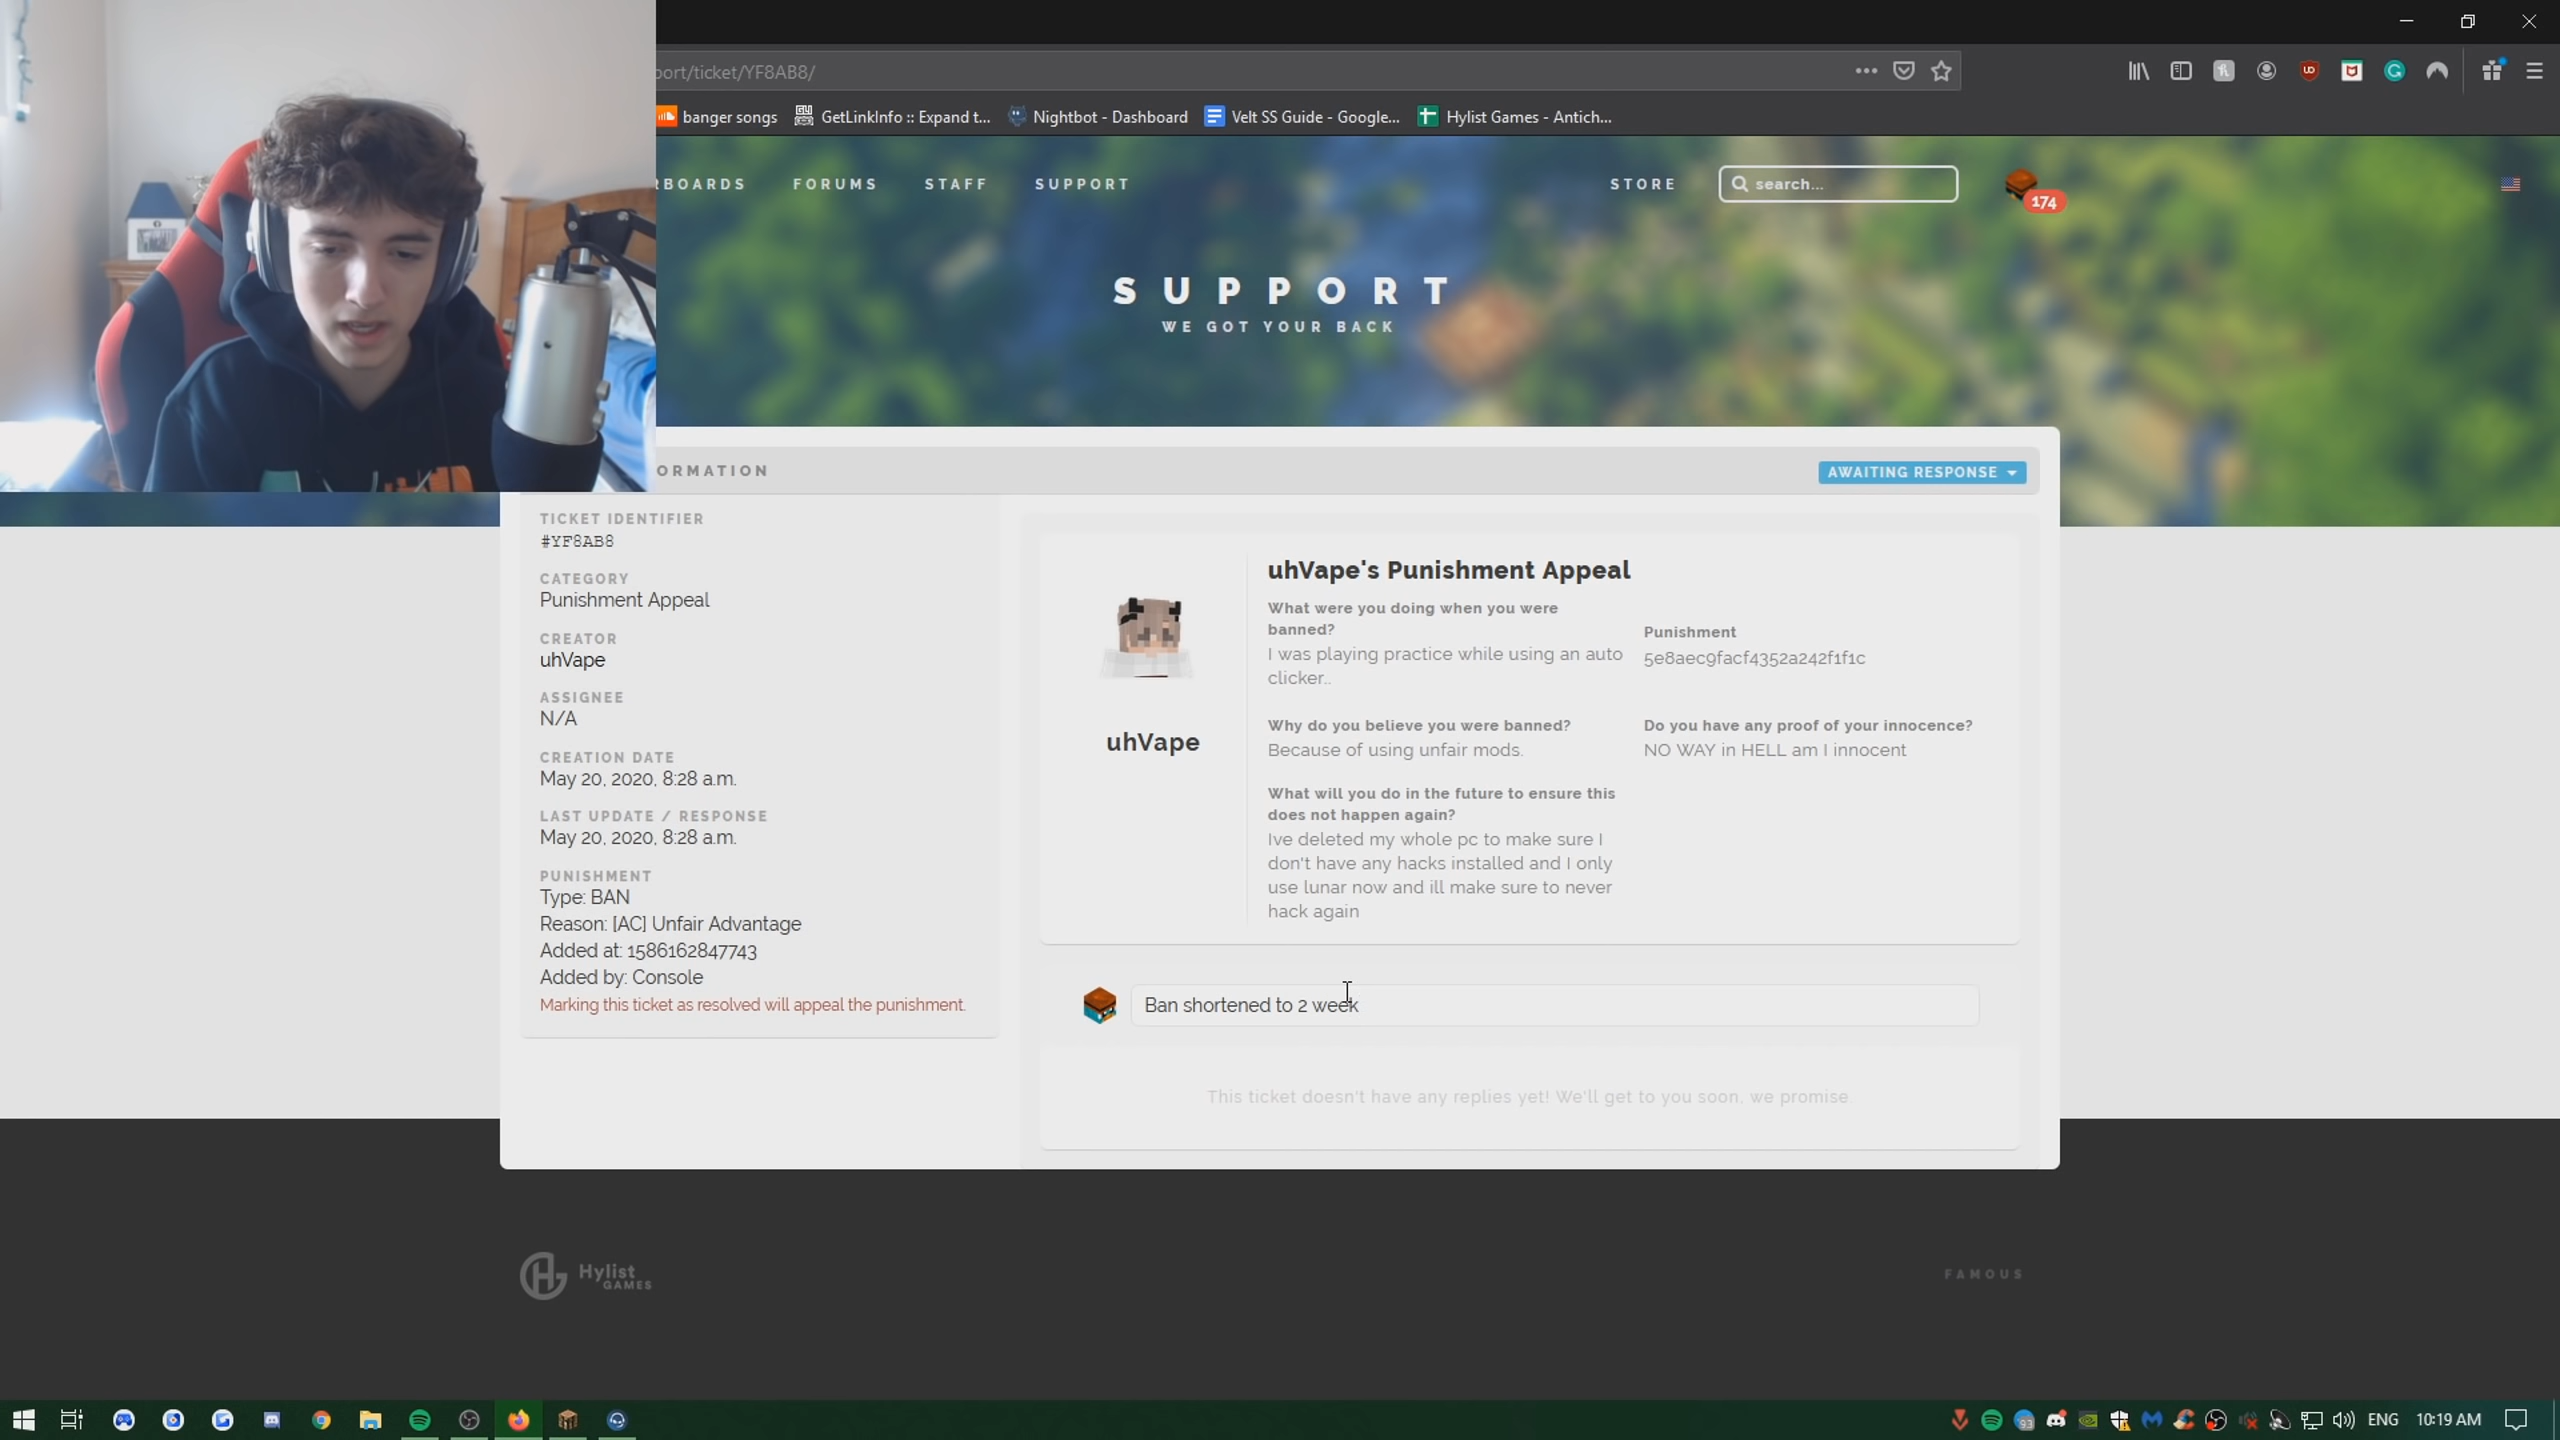 port/ticket/YF8AB8/
banger songs
GetLinkInfo :: Expand t...
Nightbot - Dashboard
Velt SS Guide - Google...
Hylist Games - Antich...
RBOARDS
FORUMS
STAFF
SUPPORT
STORE
search...
174
SUPPORT
WE GOT YOUR BACK
ORMATION
AWAITING RESPONSE
TICKET IDENTIFIER
#YF8AB8
CATEGORY
Punishment Appeal
CREATOR
uhVape
ASSIGNEE
N/A
CREATION DATE
May 20, 2020, 8:28 a.m.
LAST UPDATE / RESPONSE
May 20, 2020, 8:28 a.m.
PUNISHMENT
Type: BAN
Reason: [AC] Unfair Advantage
Added at: 1586162847743
Added by: Console
Marking this ticket as resolved will appeal the punishment.
uhVape
uhVape's Punishment Appeal
What were you doing when you were
banned?
I was playing practice while using an auto
clicker..
Punishment
5e8aec9facf4352a242f1f1c
Why do you believe you were banned?
Because of using unfair mods.
Do you have any proof of your innocence?
NO WAY in HELL am I innocent
What will you do in the future to ensure this
does not happen again?
Ive deleted my whole pc to make sure I
don't have any hacks installed and I only
use lunar now and ill make sure to never
hack again
Ban shortened to 2 week
This ticket doesn't have any replies yet! We'll get to you soon, we promise
Hylist
GAMES
FAMOUS
ENG
10:19 AM